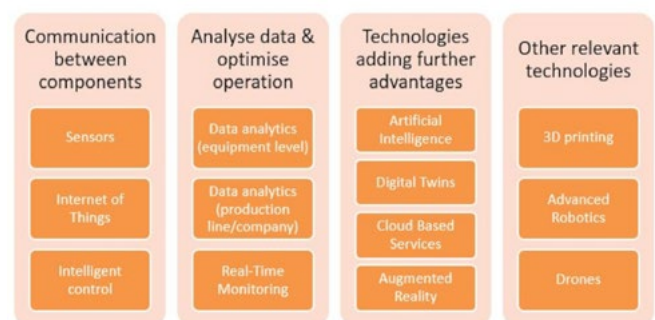 Communication
between
components
Sensors
Internet of
Things
Intelligent
control
Analyse data &
optimise
operation
Data analytics
(equipment level)
Data analytics
(production
line/company)
Real-Time
Monitoring
Technologies
adding further
advantages
Artificial
Intelligence
Digital Twins
Cloud Based
Services
Augmented
Reality
Other relevant
technologies
3D printing
Advanced
Robotics
Drones